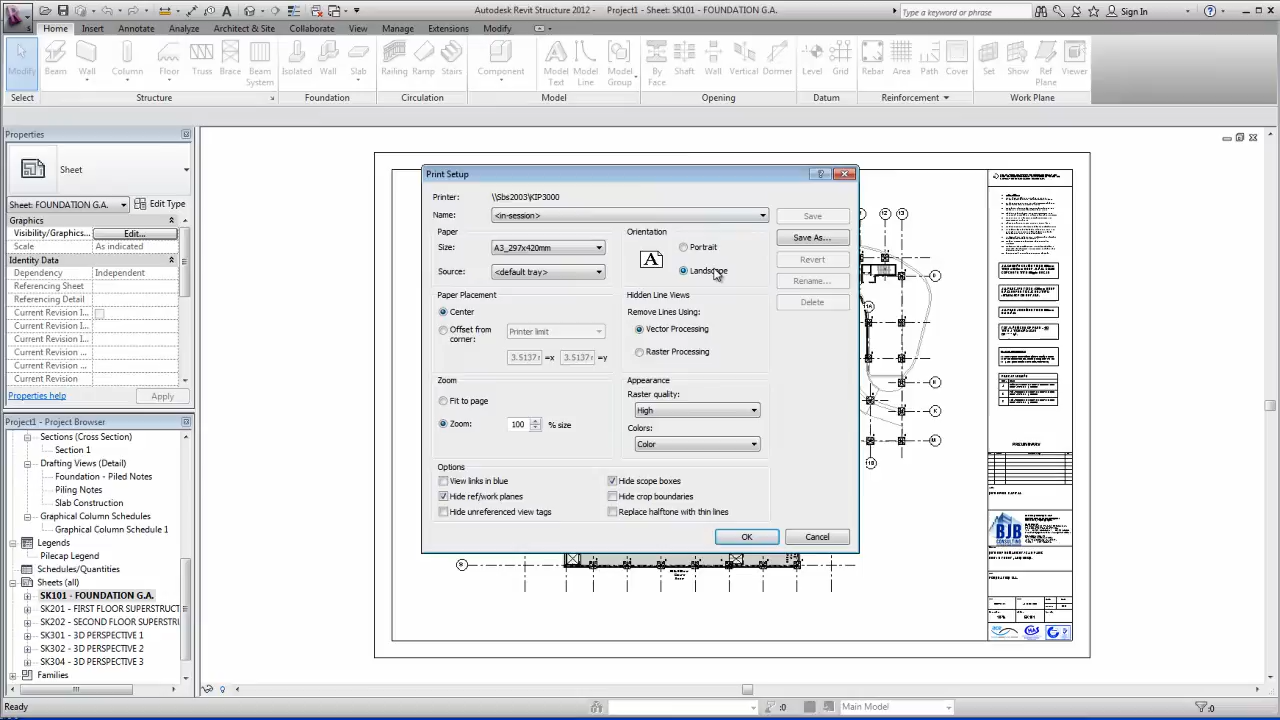 Autodesk Revit Structure 2012 - Project1 - Sheet: SK101 - FOUNDATION G.A.
Type a keyword or phrase
Sign In
Home Insert Annotate Analyze Architect & Site Collaborate View Manage Extensions Modify
Modify Beam Wall Column Floor Truss Brace Beam System Isolated Wall Slab Railing Ramp Stairs Component Model Text Model Line Model Group By Face Shaft Wall Vertical Dormer Level Grid Rebar Area Path Cover Set Show Ref Plane Viewer
Select Structure Foundation Circulation Model Opening Datum Reinforcement Work Plane
Properties
Sheet
Sheet: FOUNDATION G.A. Edit Type
Graphics
Visibility/Graphics... Edit...
Scale As indicated
Identity Data
Dependency Independent
Referencing Sheet
Referencing Detail
Current Revision I...
Current Revision I...
Current Revision ...
Current Revision ...
Current Revision
Properties help Apply
Project1 - Project Browser
Sections (Cross Section)
Section 1
Drafting Views (Detail)
Foundation - Piled Notes
Piling Notes
Slab Construction
Graphical Column Schedules
Graphical Column Schedule 1
Legends
Pilecap Legend
Schedules/Quantities
Sheets (all)
SK101 - FOUNDATION G.A.
SK201 - FIRST FLOOR SUPERSTRUCT
SK202 - SECOND FLOOR SUPERSTRI
SK301 - 3D PERSPECTIVE 1
SK302 - 3D PERSPECTIVE 2
SK304 - 3D PERSPECTIVE 3
Families
Print Setup
Printer: \\Sbs2003\KIP3000
Name: <in-session>
Save
Paper
Size: A3_297x420mm
Source: <default tray>
Orientation
A
Portrait
Landscape
Save As...
Revert
Rename...
Delete
Paper Placement
Center
Offset from corner: Printer limit
3.5137 =x 3.5137 =y
Hidden Line Views
Remove Lines Using:
Vector Processing
Raster Processing
Zoom
Fit to page
Zoom: 100 % size
Appearance
Raster quality:
High
Colors:
Color
Options
View links in blue
Hide ref/work planes
Hide unreferenced view tags
Hide scope boxes
Hide crop boundaries
Replace halftone with thin lines
OK Cancel
BJB
CONSULTING
SK101
Ready
:0
Main Model
:0